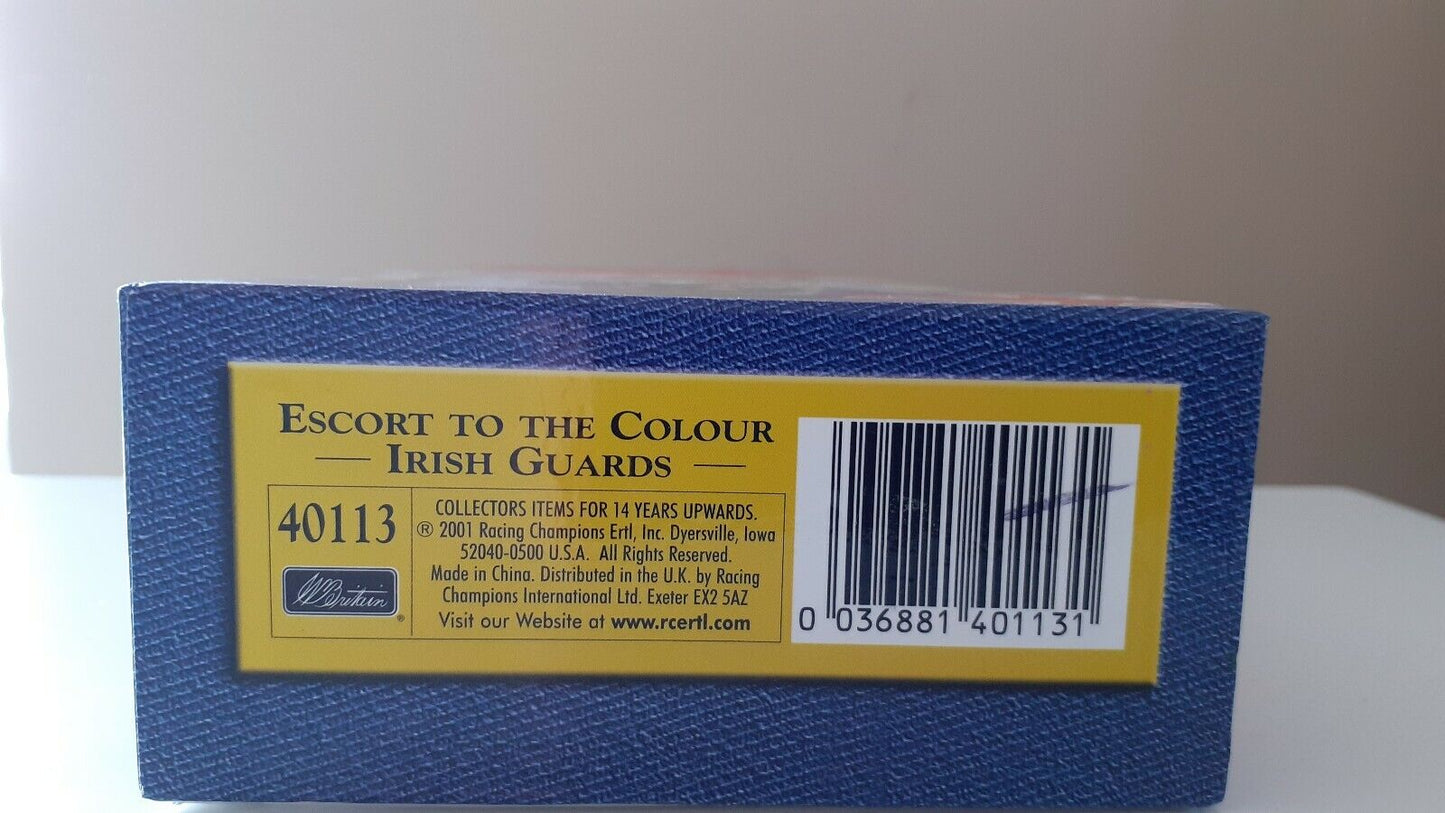 ESCORT TO THE COLOUR
IRISH GUARDS
40113
WBritain
®
COLLECTORS ITEMS FOR 14 YEARS UPWARDS.
® 2001 Racing Champions Ertl, Inc. Dyersville, Iowa
52040-0500 U.S.A. All Rights Reserved.
Made in China. Distributed in the U.K. by Racing
Champions International Ltd. Exeter EX2 5AZ
Visit our Website at www.rcertl.com
0 036881 401131